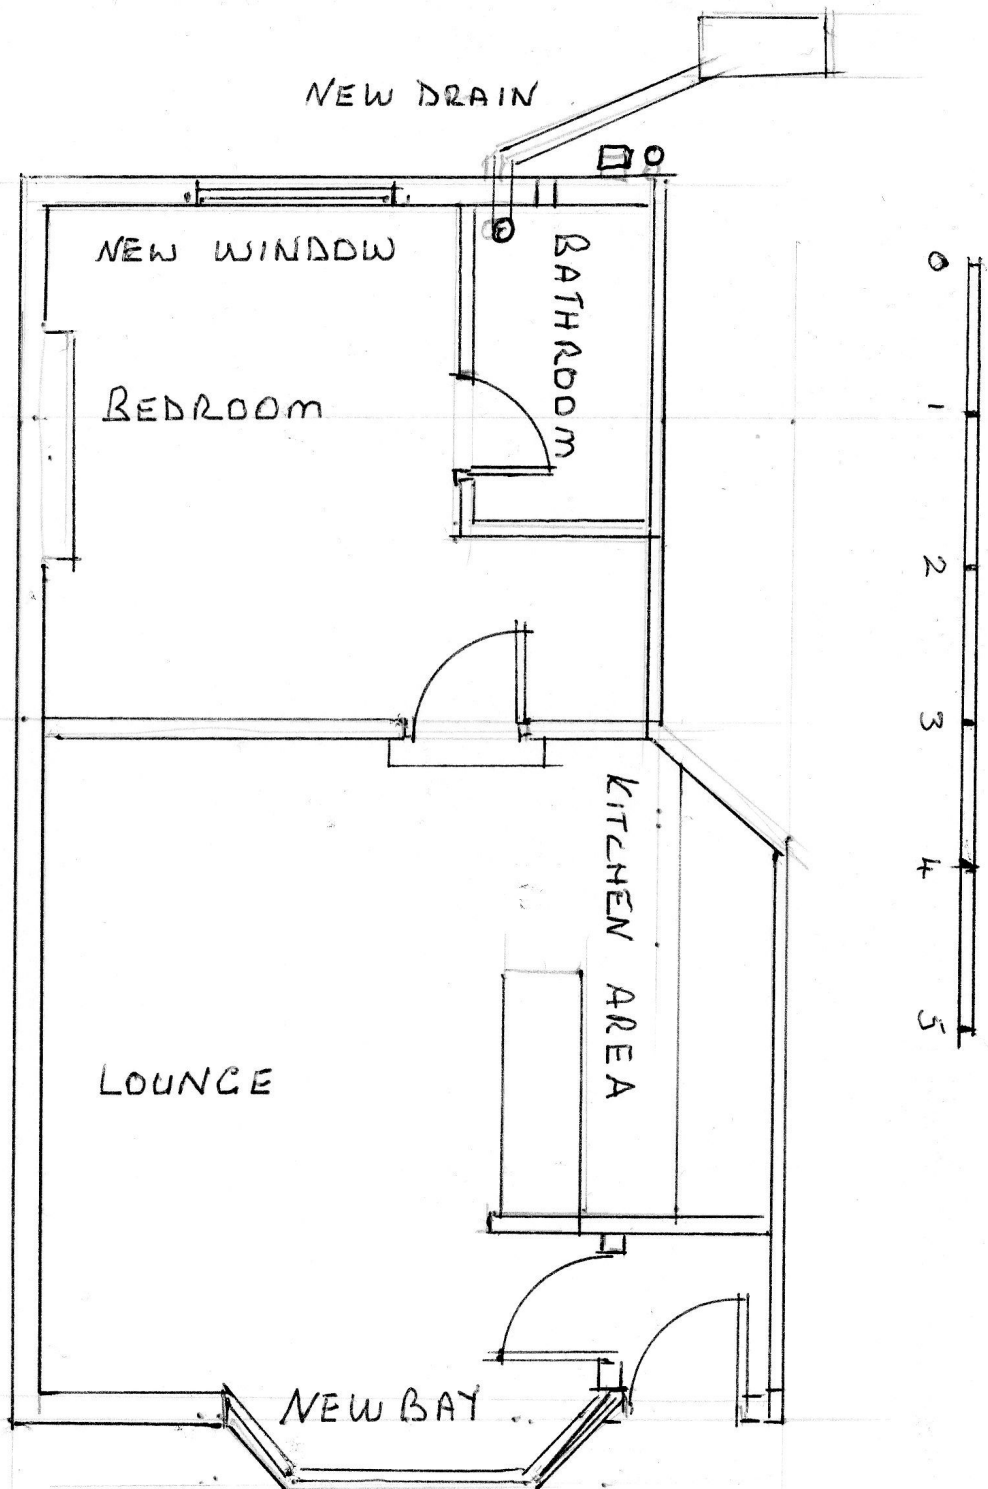 NEW DRAIN
NEW WINDOW
BATHROOM
BEDROOM
KITCHEN AREA
LOUNGE
NEW BAY
0
1
2
3
4
5